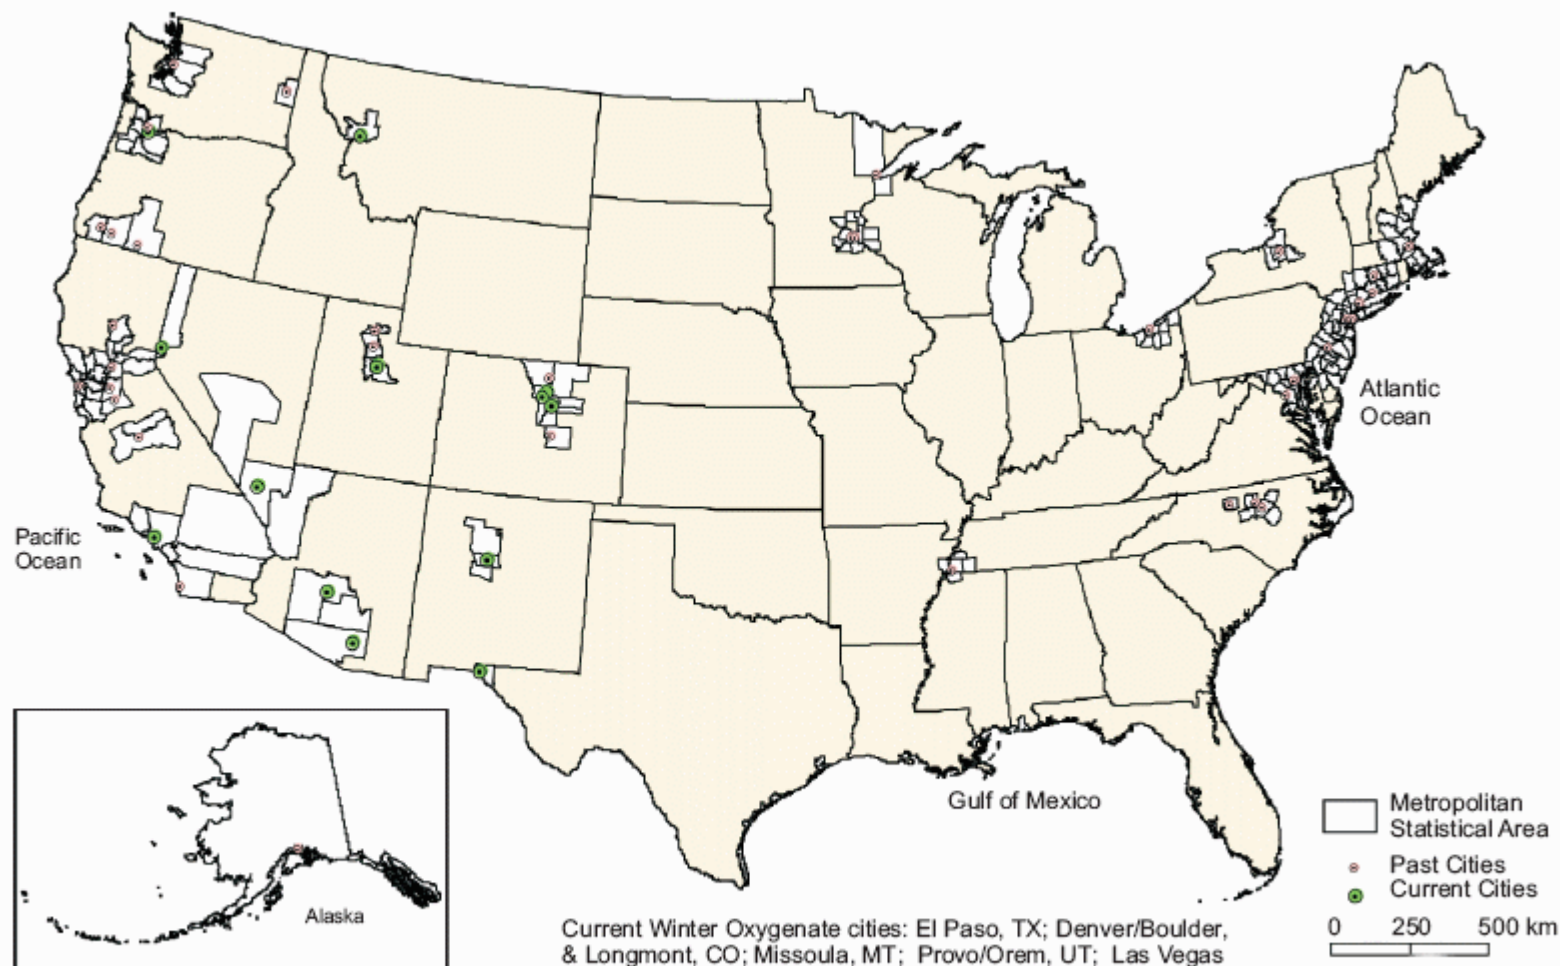 Pacific
Ocean
Atlantic
Ocean
Gulf of Mexico
Alaska
Metropolitan
Statistical Area
Past Cities
Current Cities
0 250 500 km
Current Winter Oxygenate cities: El Paso, TX; Denver/Boulder,
& Longmont, CO; Missoula, MT; Provo/Orem, UT; Las Vegas